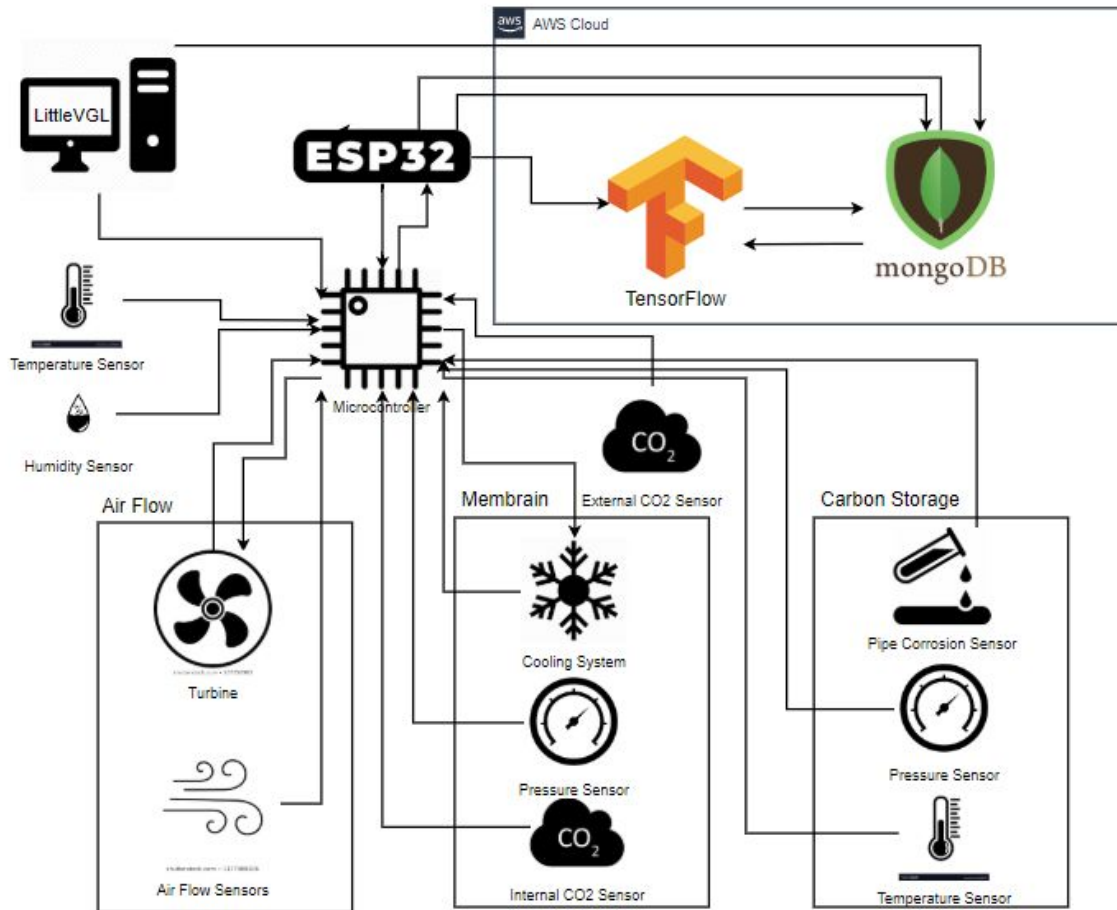 aws
AWS Cloud
LittleVGL
ESP32
TensorFlow
mongoDB
Temperature Sensor
Microcontroller
Humidity Sensor
CO2
External CO2 Sensor
Air Flow
Membrain
Carbon Storage
Turbine
Cooling System
Pipe Corrosion Sensor
Pressure Sensor
Pressure Sensor
CO2
Air Flow Sensors
Internal CO2 Sensor
Temperature Sensor